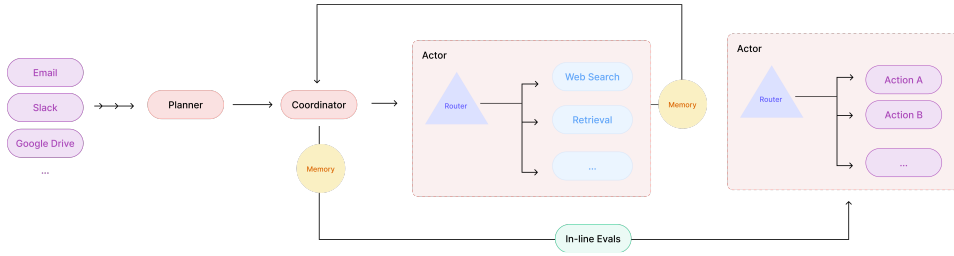 Email
Slack
Google Drive
...
Planner
Coordinator
Memory
Actor
Router
Web Search
Retrieval
...
Memory
Actor
Router
Action A
Action B
...
In-line Evals